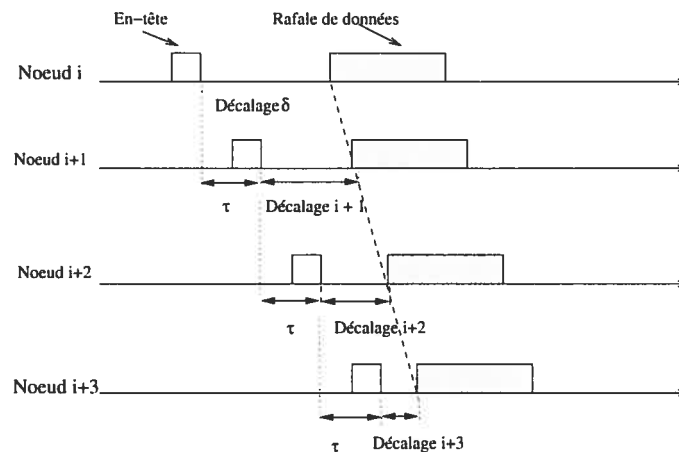 En-tête
Rafale de données
Noeud i
Décalage δ
Noeud i+1
τ
Décalage i + 1
Noeud i+2
τ
Décalage i+2
Noeud i+3
τ
Décalage i+3